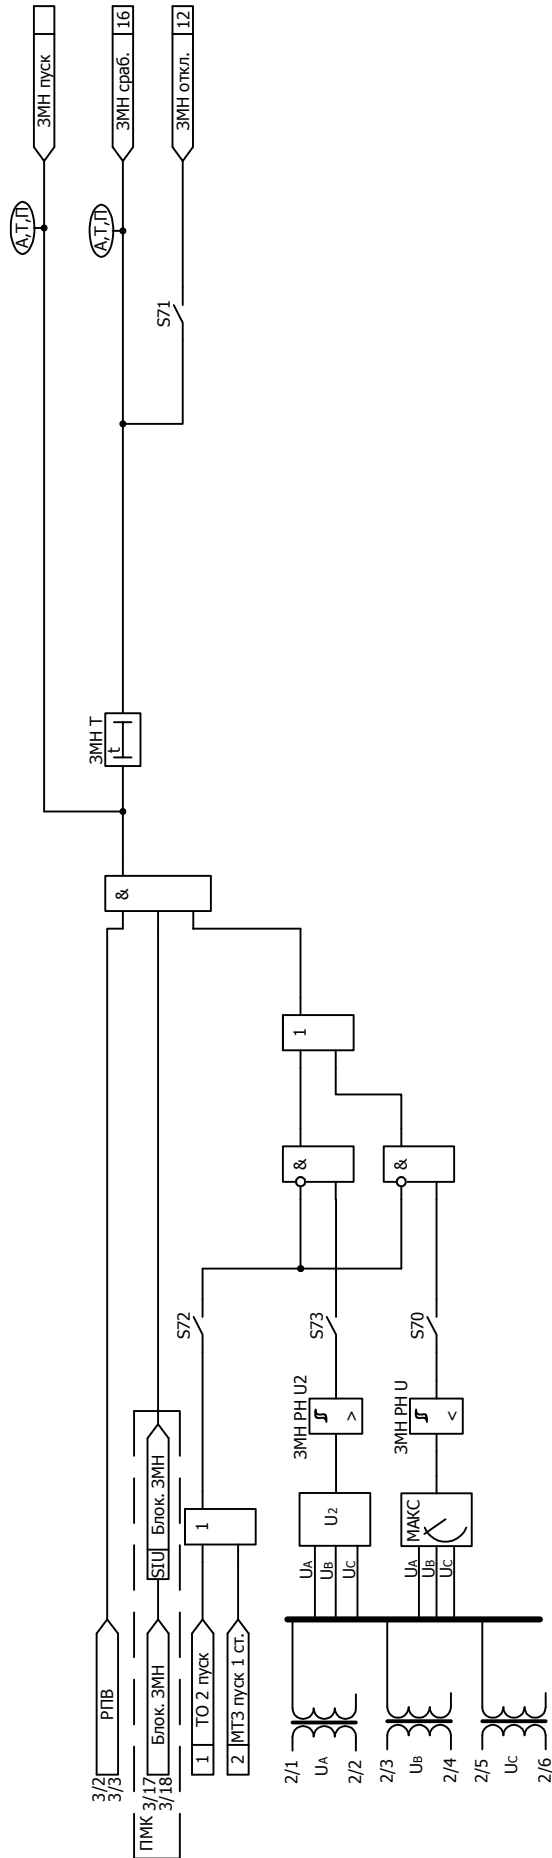 ЗМН пуск
ЗМН сраб. 16
ЗМН откл. 12
А,Т,П
А,Т,П
S71
ЗМН Т
t
&
1
&
&
S72
S73
S70
ЗМН РН U2
>
ЗМН РН U
<
SIU Блок. ЗМН
1
U2
МАКС
UA
UB
UC
UA
UB
UC
3/2
3/3
РПВ
ПМК
3/17
3/18
Блок. ЗМН
1 ТО 2 пуск
2 МТЗ пуск 1 ст.
2/1
UA
2/2
2/3
UB
2/4
2/5
UC
2/6